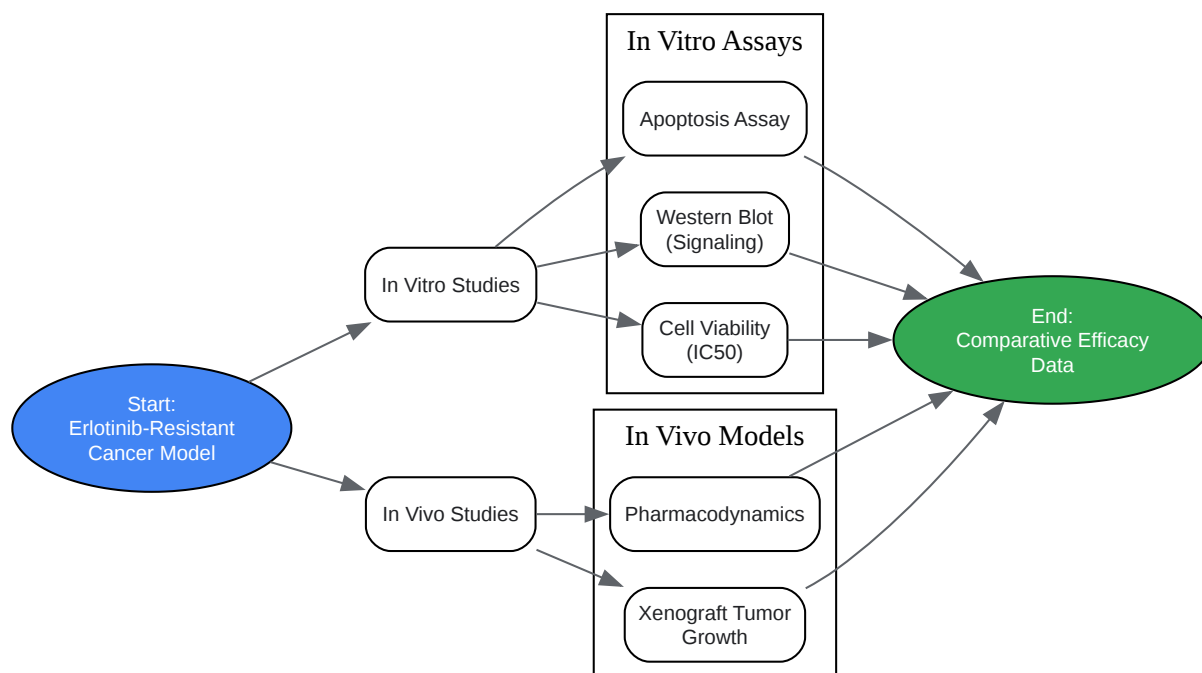 In Vitro Assays
Apoptosis Assay
Western Blot
(Signaling)
In Vitro Studies
Cell Viability
(IC50)
End:
Comparative Efficacy
Data
Start:
Erlotinib-Resistant
Cancer Model
In Vivo Models
In Vivo Studies
Pharmacodynamics
Xenograft Tumor
Growth